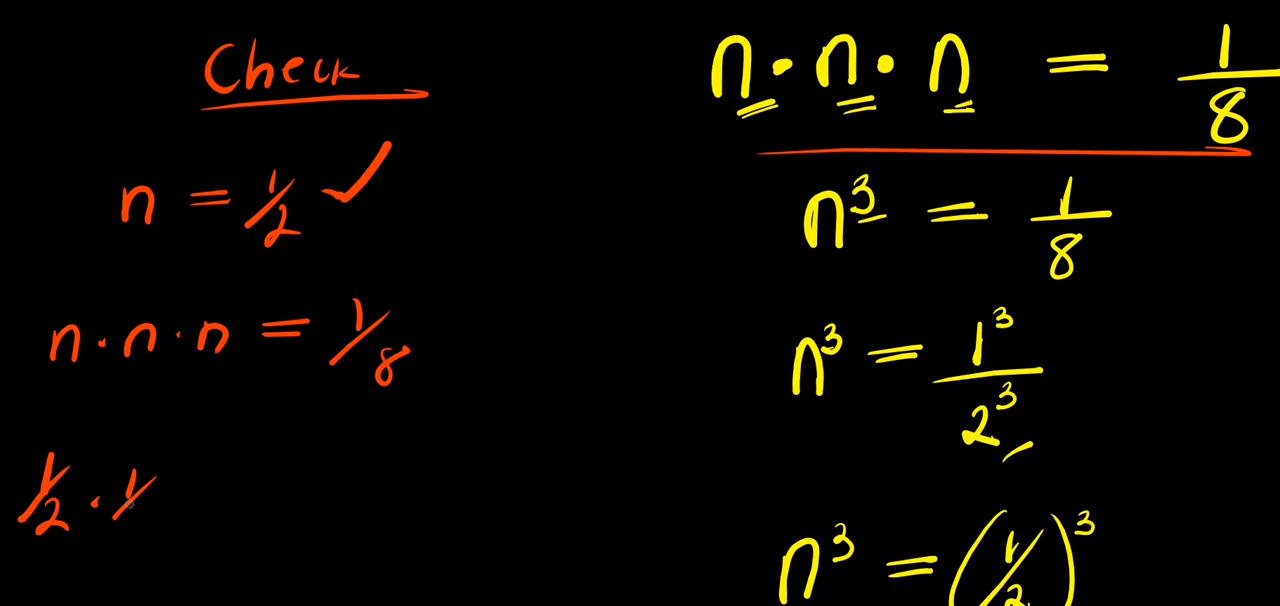 Check
n = 1/2 ✓
n · n · n = 1/8
1/2 · 1/
n · n · n = 1/8
n³ = 1/8
n³ = 1³/2³
n³ = (1/2)³